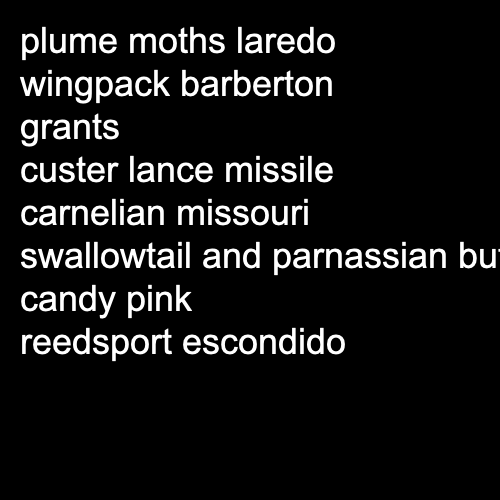 plume moths laredo
wingpack barberton
grants
custer lance missile
carnelian missouri
swallowtail and parnassian
candy pink
reedsport escondido